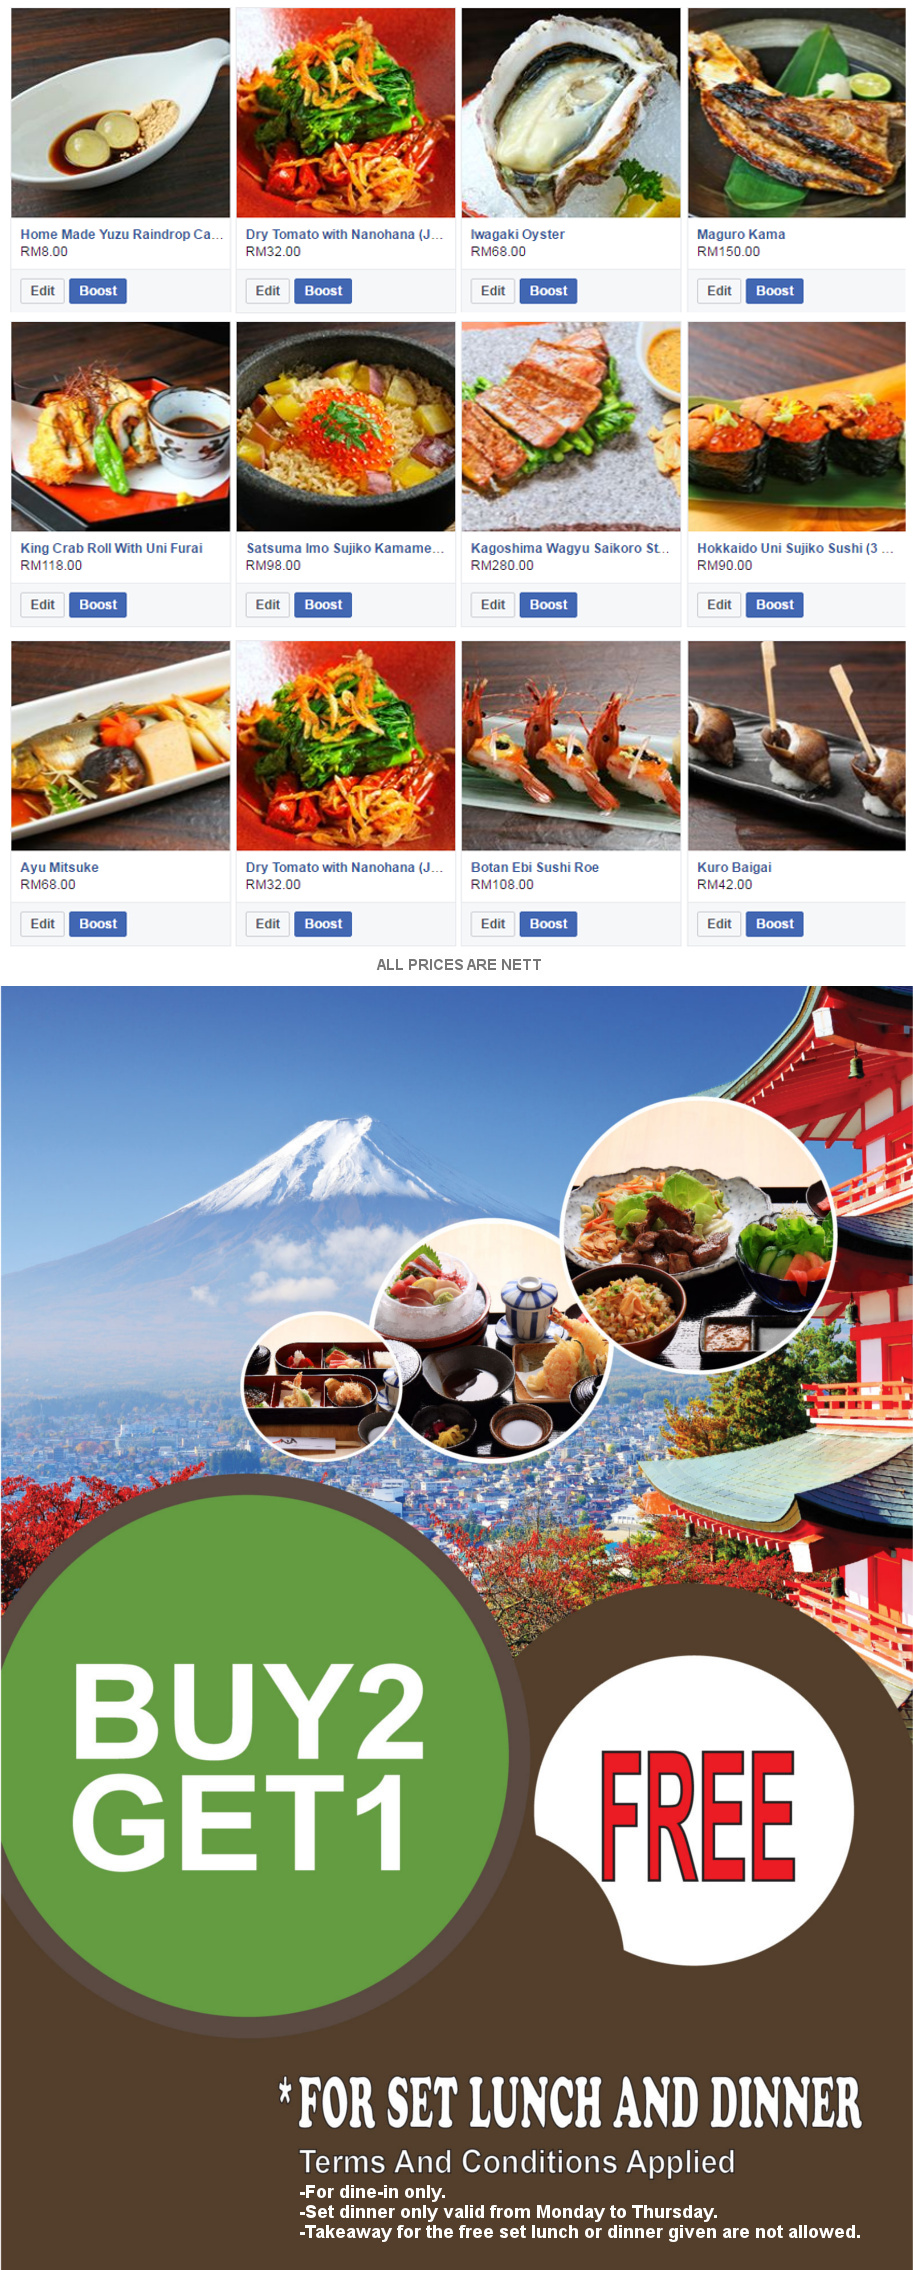 Home Made Yuzu Raindrop Ca...
RM8.00
Edit Boost
Dry Tomato with Nanohana (J...
RM32.00
Edit Boost
Iwagaki Oyster
RM68.00
Edit Boost
Maguro Kama
RM150.00
Edit Boost
King Crab Roll With Uni Furai
RM118.00
Edit Boost
Satsuma Imo Sujiko Kamame...
RM98.00
Edit Boost
Kagoshima Wagyu Saikoro St...
RM280.00
Edit Boost
Hokkaido Uni Sujiko Sushi (3 ...
RM90.00
Edit Boost
Ayu Mitsuke
RM68.00
Edit Boost
Dry Tomato with Nanohana (J...
RM32.00
Edit Boost
Botan Ebi Sushi Roe
RM108.00
Edit Boost
Kuro Baigai
RM42.00
Edit Boost
ALL PRICES ARE NETT
BUY2
GET1
FREE
*FOR SET LUNCH AND DINNER
Terms And Conditions Applied
-For dine-in only.
-Set dinner only valid from Monday to Thursday.
-Takeaway for the free set lunch or dinner given are not allowed.